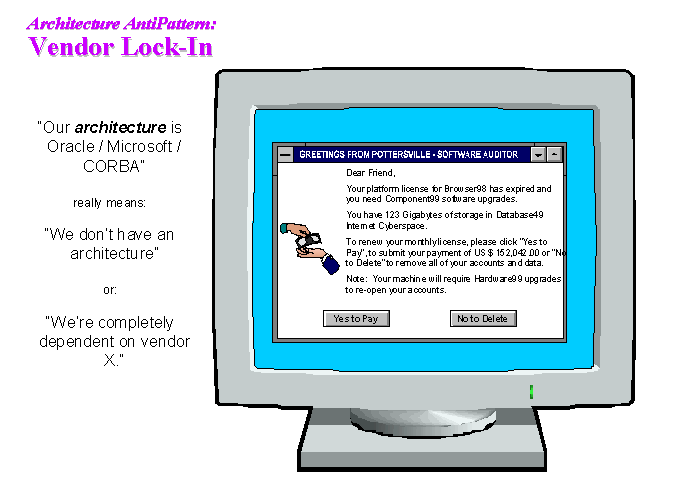 Architecture AntiPattern:
Vendor Lock-In
"Our architecture is
Oracle / Microsoft /
CORBA"
really means:
"We don't have an
architecture"
or:
"We're completely
dependent on vendor
X."
GREETINGS FROM POTTERSVILLE - SOFTWARE AUDITOR
Dear Friend,
Your platform license for Browser98 has expired and
you need Component99 software upgrades.
You have 123 Gigabytes of storage in Database49
Internet Cyberspace.
To renew your monthly license, please click "Yes to
Pay",to submit your payment of US $ 152,042.00 or "No
to Delete" to remove all of your accounts and data.
Note: Your machine will require Hardware99 upgrades
to re-open your accounts.
Yes to Pay
No to Delete